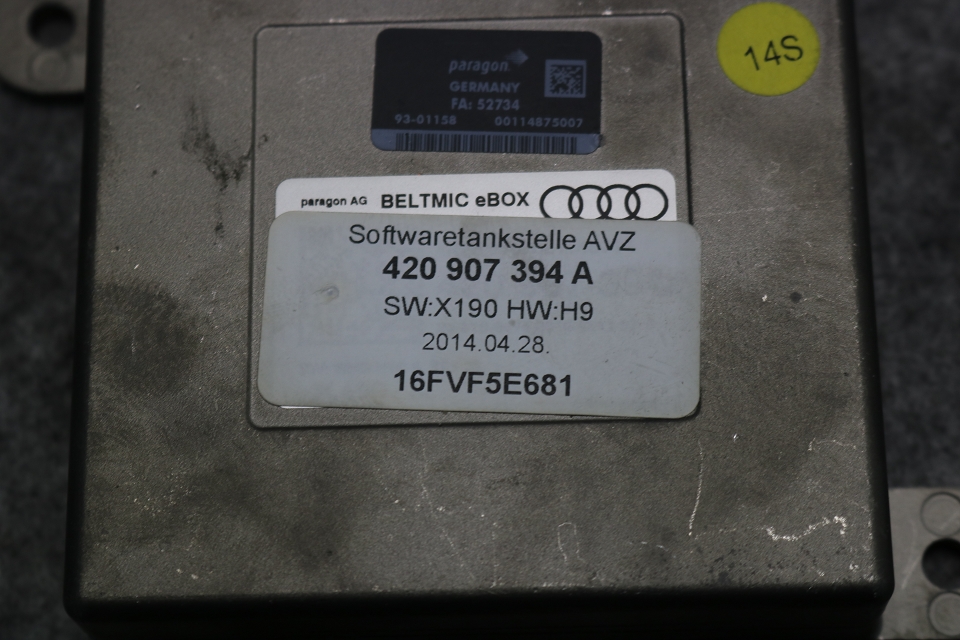 paragon
GERMANY
FA: 52734
93-01158 00114875007
14S
paragon AG BELTMIC eBOX
Softwaretankstelle AVZ
420 907 394 A
SW:X190 HW:H9
2014.04.28.
16FVF5E681